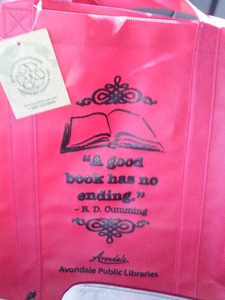 "A good
book has no
ending."
- R. D. Cumming
Avondale
Avondale Public Libraries